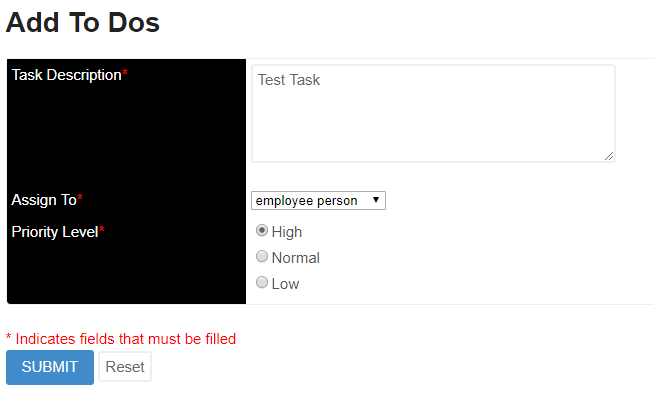 Add To Dos
Task Description* Test Task
Assign To* employee person
Priority Level* High
Normal
Low
* Indicates fields that must be filled
SUBMIT Reset